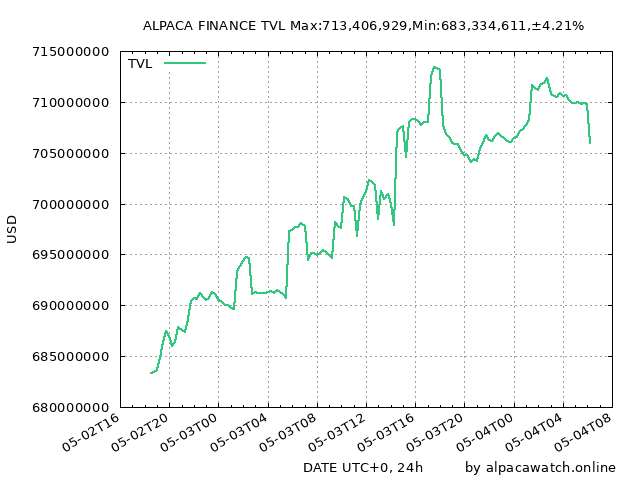 ALPACA FINANCE TVL Max:713,406,929,Min:683,334,611,±4.21%
TVL
715000000
710000000
705000000
700000000
695000000
690000000
685000000
680000000
USD
05-02T16
05-02T20
05-03T00
05-03T04
05-03T08
05-03T12
05-03T16
05-03T20
05-04T00
05-04T04
05-04T08
DATE UTC+0, 24h
by alpacawatch.online